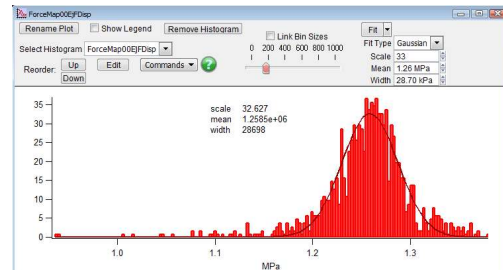 ForceMap00EjFDisp
Rename Plot Show Legend Remove Histogram
Link Bin Sizes
Fit
Select Histogram ForceMap00EjFDisp
0 200 400 600 800 1000
Fit Type Gaussian
Scale 33
Reorder: Up Edit Commands ?
Mean 1.26 MPa
Down
Width 28.70 kPa
scale 32.627
mean 1.2585e+06
width 28698
35
30
25
20
15
10
5
0
1.0 1.1 1.2 1.3
MPa